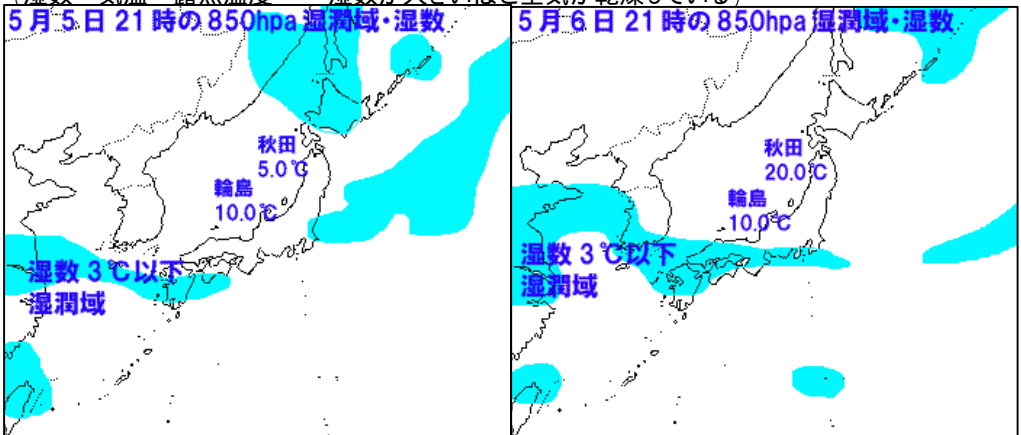 5月5日21時の850hpa湿潤域・湿数
秋田
5.0℃
輪島
10.0℃
湿数3℃以下
湿潤域
5月6日21時の850hpa湿潤域・湿数
秋田
20.0℃
輪島
10.0℃
湿数3℃以下
湿潤域